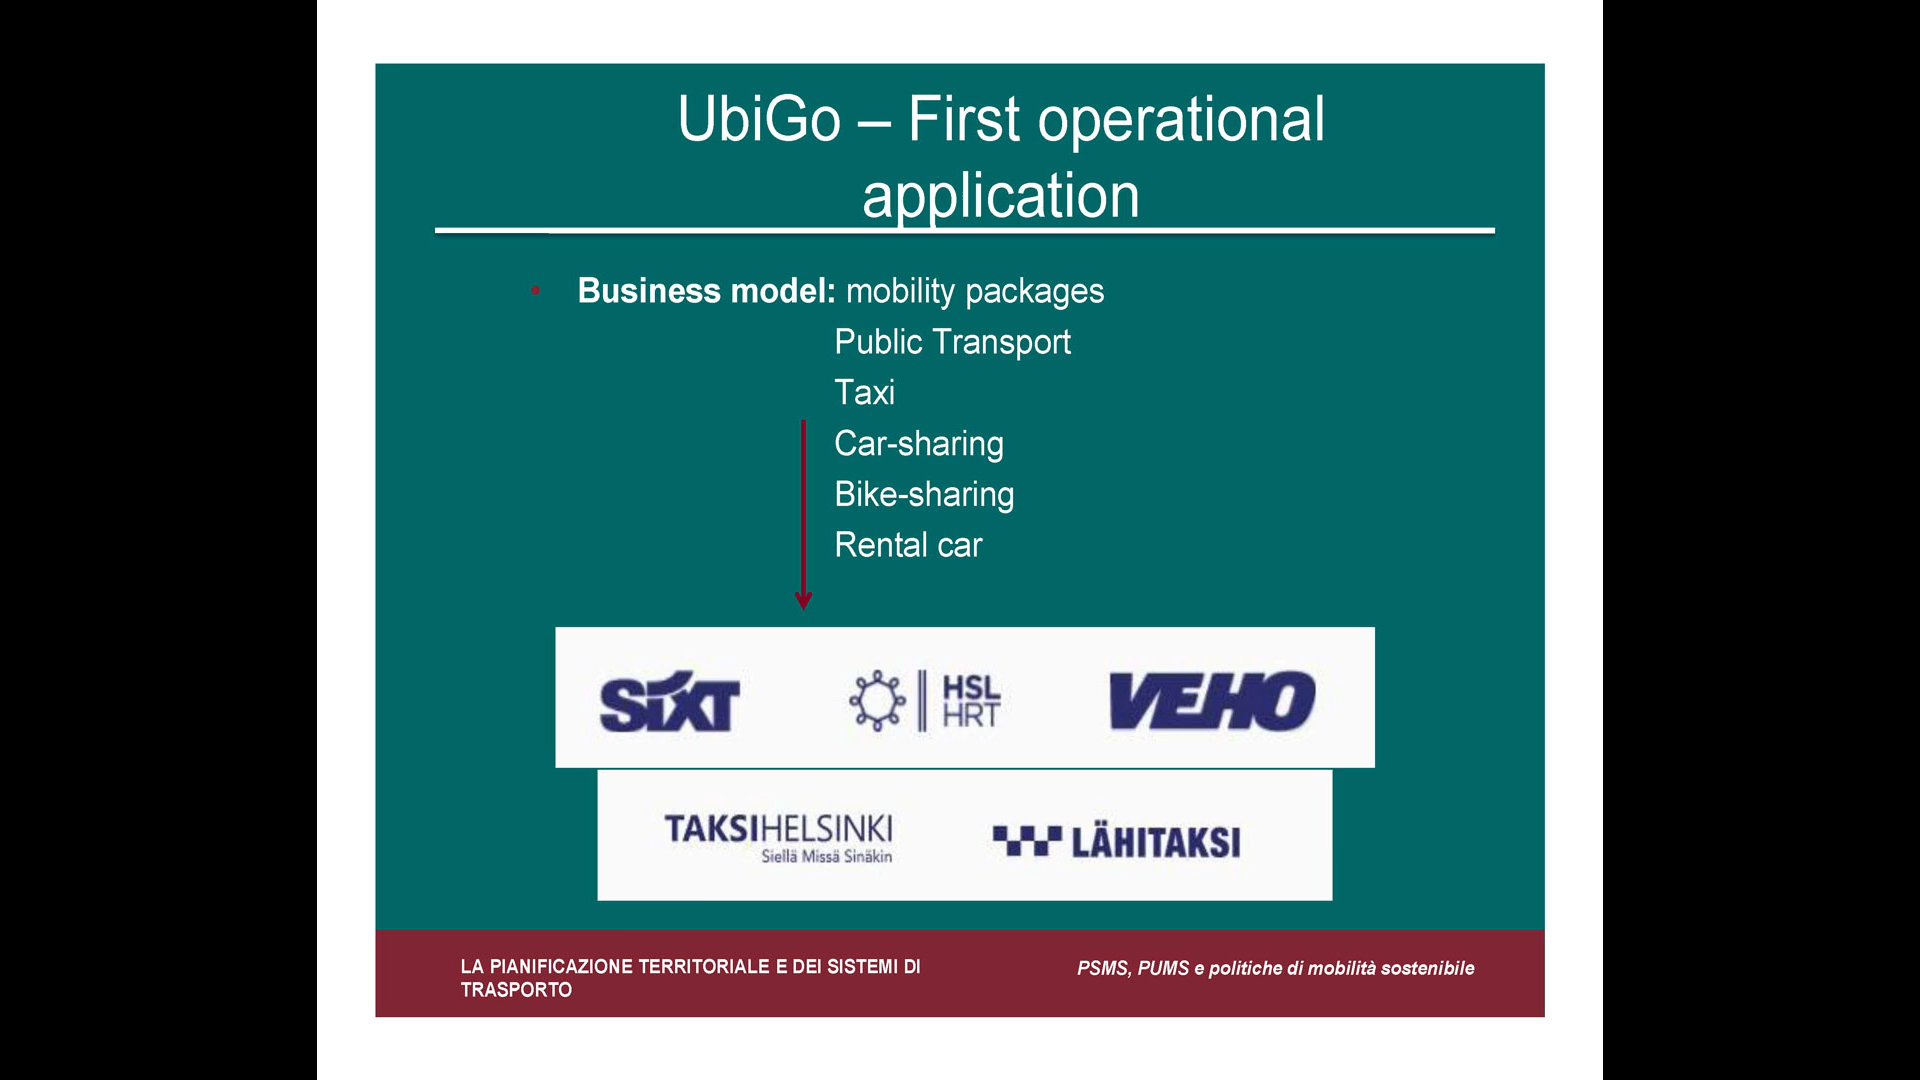 UbiGo – First operational
application
• Business model: mobility packages
Public Transport
Taxi
Car-sharing
Bike-sharing
Rental car
SIXT
HSL
HRT
VEHO
TAKSIHELSINKI
Siellä Missä Sinäkin
LÄHITAKSI
LA PIANIFICAZIONE TERRITORIALE E DEI SISTEMI DI
TRASPORTO
PSMS, PUMS e politiche di mobilità sostenibile